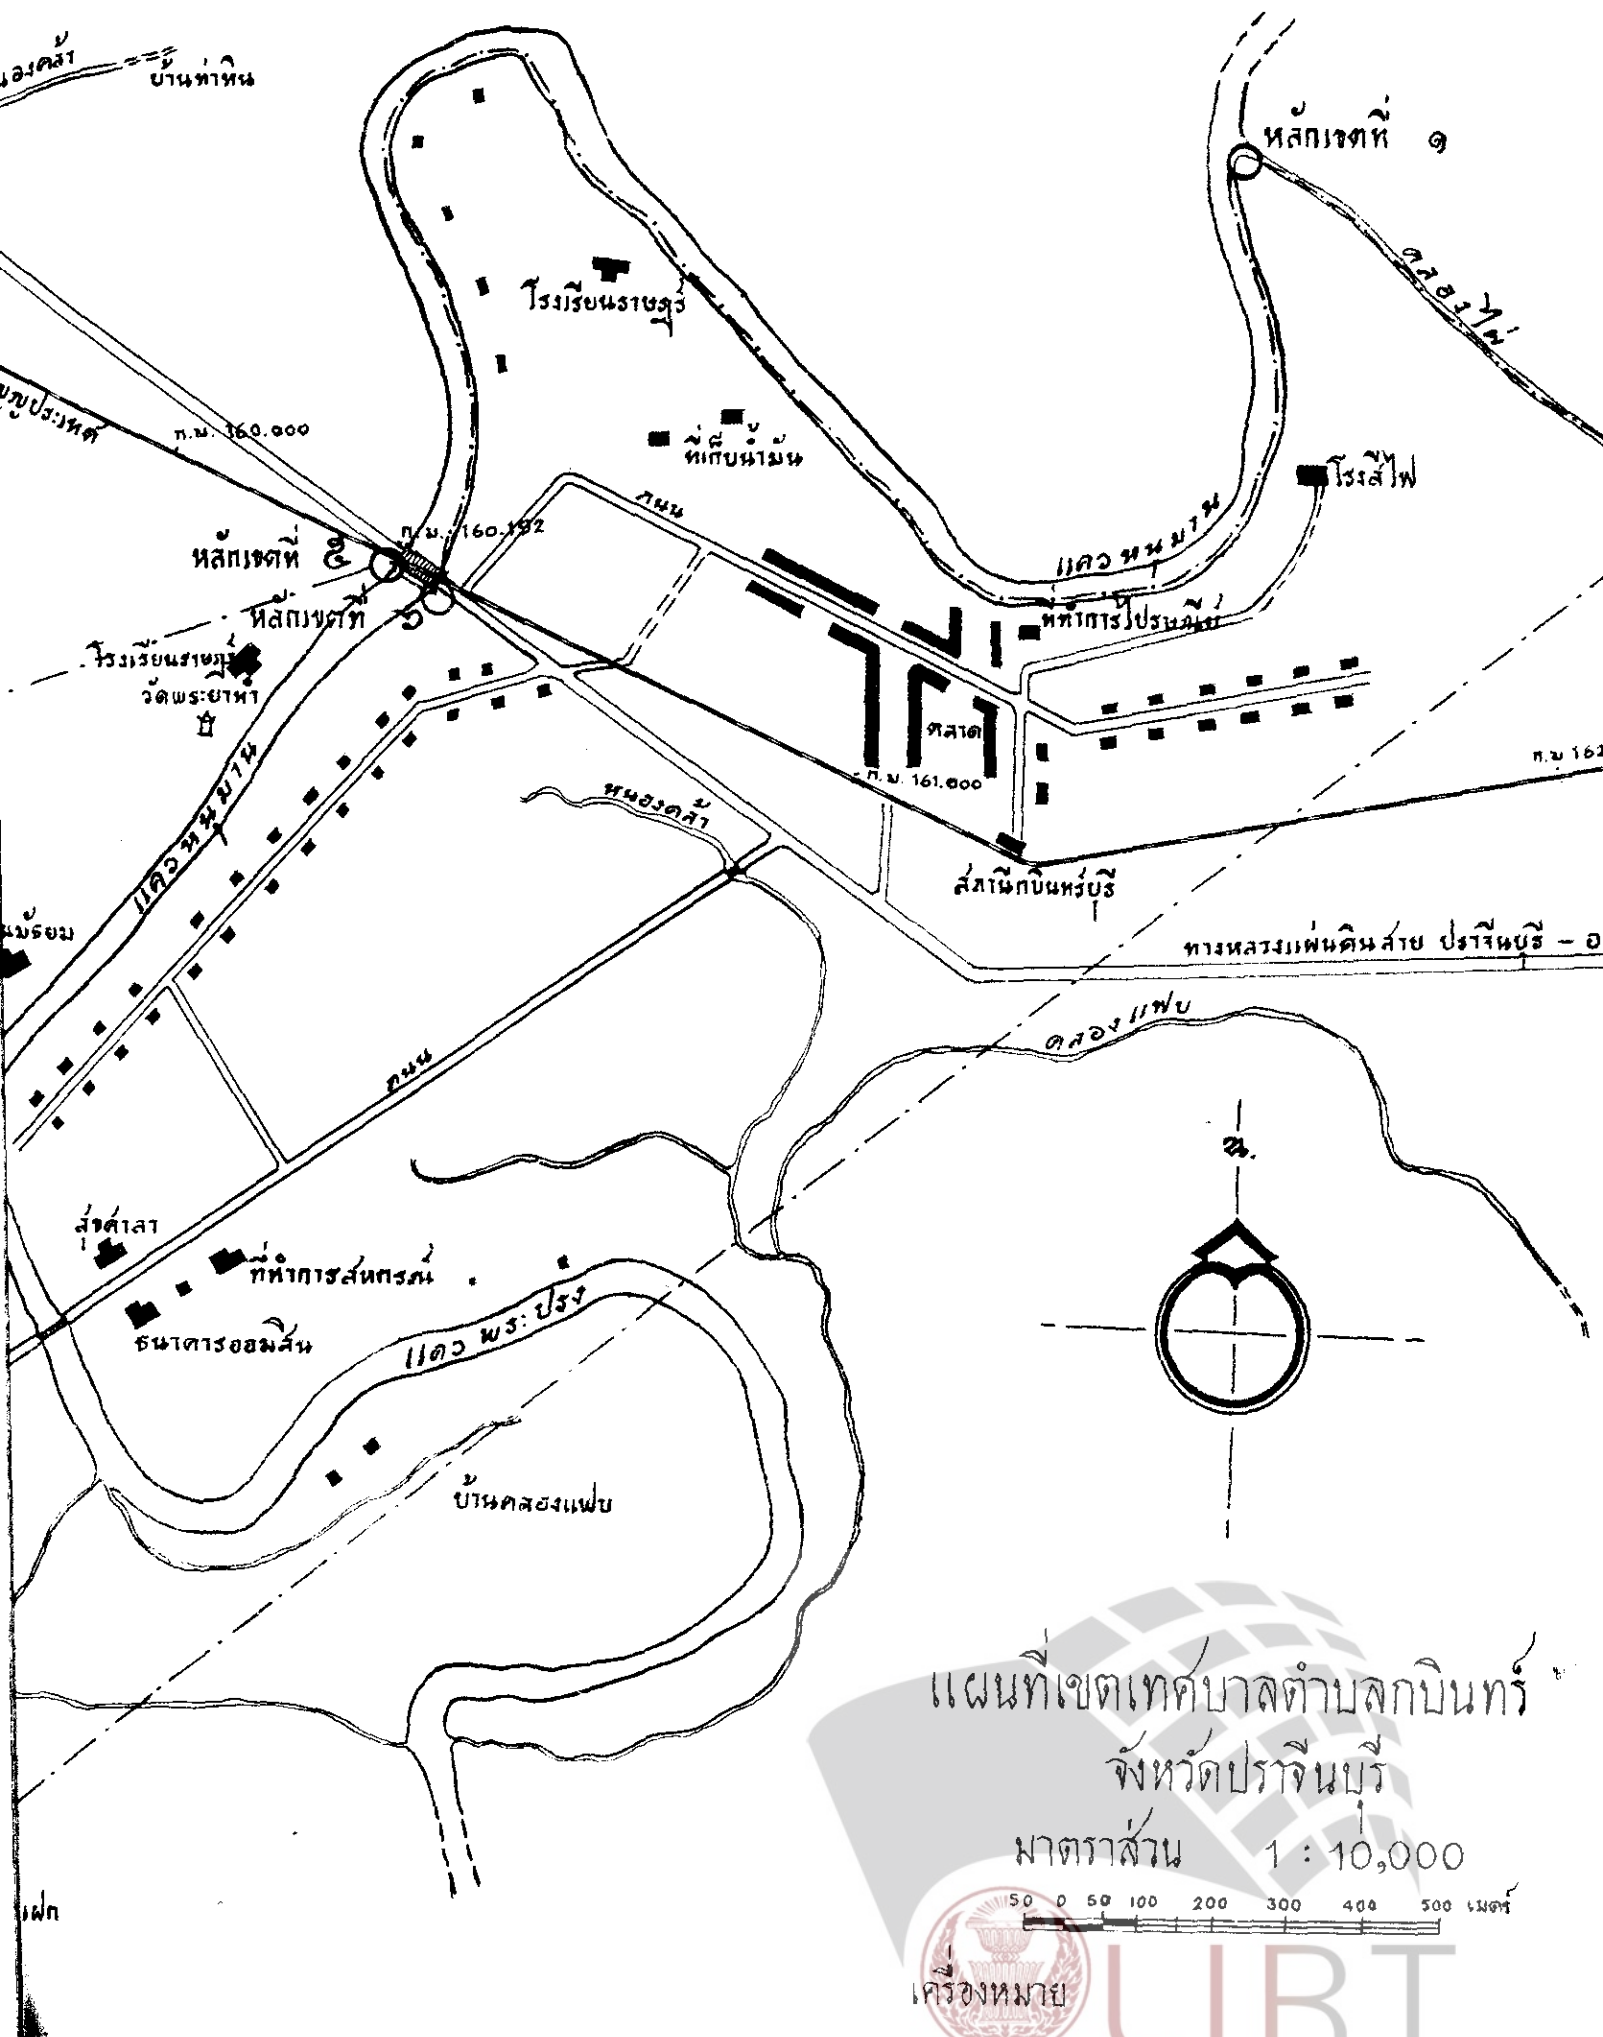 บ้านท่าหิน
หลักเขตที่ ๑
คลองไผ่
โรงเรียนราษฎร์
ก.ม. 160.000
ที่เก็บน้ำมัน
โรงสีไฟ
ถนน
แควหนุมาน
ก.ม. 160.192
หลักเขตที่ ๕
หลักเขตที่ ๖
ที่ทำการไปรษณีย์
โรงเรียนราษฎร์
วัดพระยาทำ
ตลาด
แควหนุมาน
ก.ม. 161.000
หนองคล้า
สถานีกบินทร์บุรี
ทางหลวงแผ่นดินสาย ปราจีนบุรี –
คลองแฟบ
ถนน
น.
สุขศาลา
ที่ทำการสหกรณ์
ธนาคารออมสิน
แควพระปรง
บ้านคลองแฟบ
แผนที่เขตเทศบาลตำบลกบินทร์
จังหวัดปราจีนบุรี
มาตราส่วน 1 : 10,000
50 0 50 100 200 300 400 500 เมตร์
เครื่องหมาย